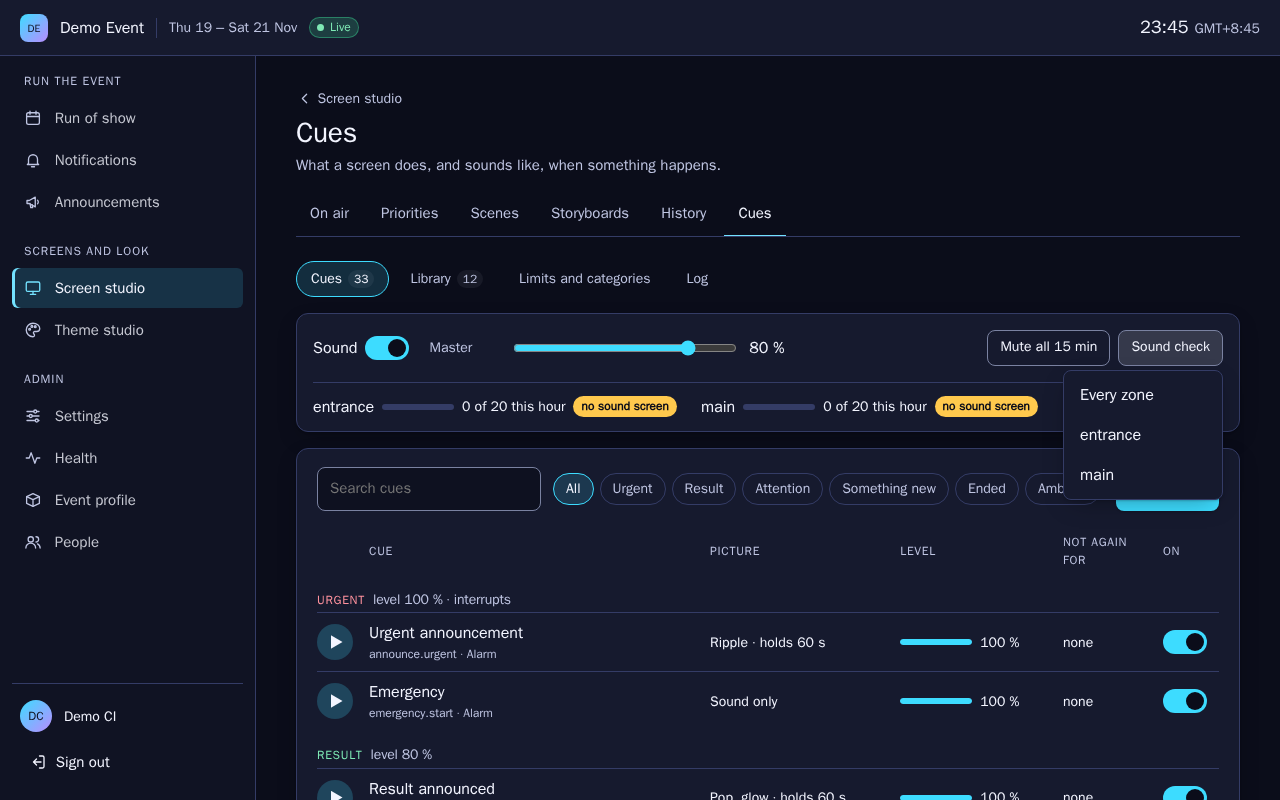 DE Demo Event Thu 19 – Sat 21 Nov Live 23:45 GMT+8:45
RUN THE EVENT
Run of show
Notifications
Announcements
SCREENS AND LOOK
Screen studio
Theme studio
ADMIN
Settings
Health
Event profile
People
DC Demo CI
Sign out
Screen studio
Cues
What a screen does, and sounds like, when something happens.
On air Priorities Scenes Storyboards History Cues
Cues 33 Library 12 Limits and categories Log
Sound Master 80 % Mute all 15 min Sound check
entrance 0 of 20 this hour no sound screen main 0 of 20 this hour no sound screen
Every zone
entrance
main
Search cues All Urgent Result Attention Something new Ended Amb
CUE PICTURE LEVEL NOT AGAIN FOR ON
URGENT level 100 % · interrupts
Urgent announcement
announce.urgent · Alarm
Ripple · holds 60 s 100 % none
Emergency
emergency.start · Alarm
Sound only 100 % none
RESULT level 80 %
Result announced
Pop, glow · holds 60 s 100 % none